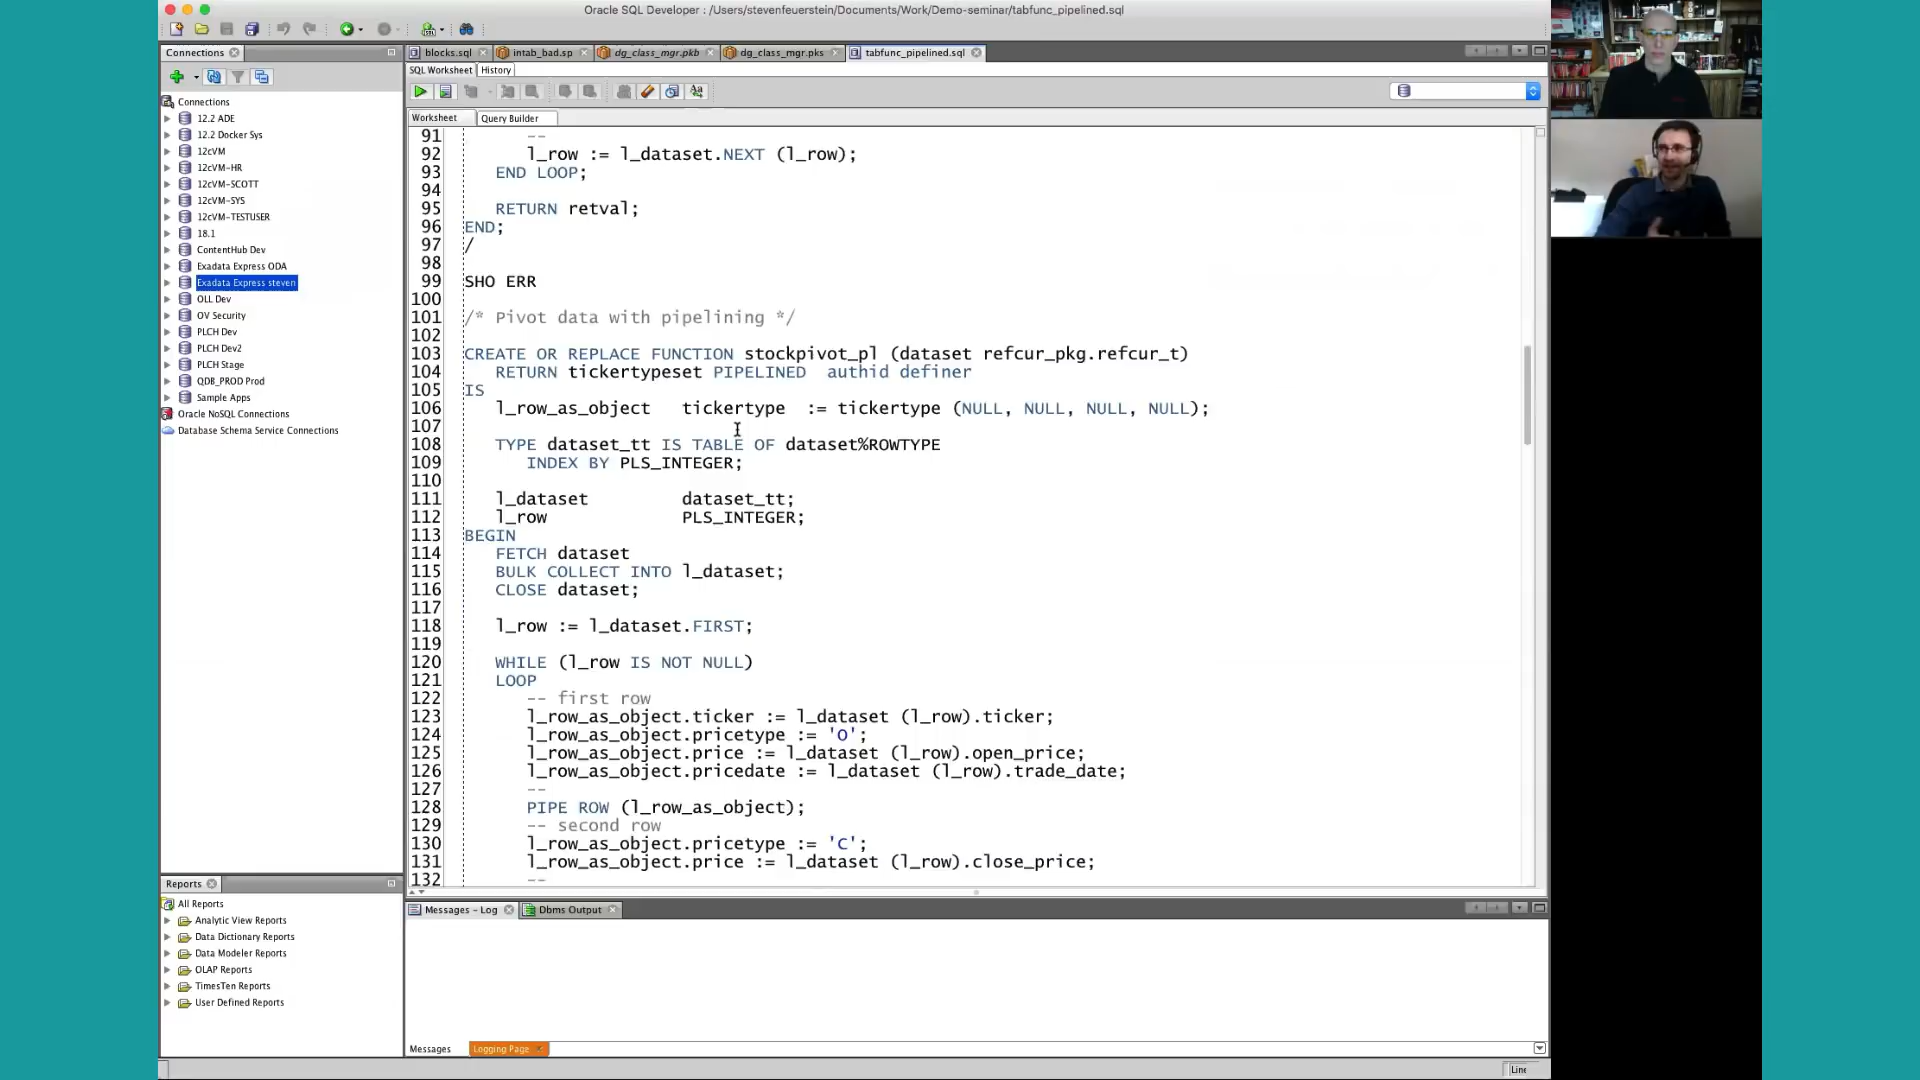 Oracle SQL Developer : /Users/stevenfeuerstein/Documents/Work/Demo-seminar/tabfunc_pipelined.sql
Connections
blocks.sql
intab_bad.sp
dg_class_mgr.pkb
dg_class_mgr.pks
tabfunc_pipelined.sql
SQL Worksheet
History
Worksheet
Query Builder
Connections
12.2 ADE
12.2 Docker Sys
12cVM
12cVM-HR
12cVM-SCOTT
12cVM-SYS
12cVM-TESTUSER
18.1
ContentHub Dev
Exadata Express ODA
Exadata Express steven
OLL Dev
OV Security
PLCH Dev
PLCH Dev2
PLCH Stage
QDB_PROD Prod
Sample Apps
Oracle NoSQL Connections
Database Schema Service Connections
91 --
92 l_row := l_dataset.NEXT (l_row);
93 END LOOP;
94
95 RETURN retval;
96 END;
97 /
98
99 SHO ERR
100
101 /* Pivot data with pipelining */
102
103 CREATE OR REPLACE FUNCTION stockpivot_pl (dataset refcur_pkg.refcur_t)
104 RETURN tickertypeset PIPELINED authid definer
105 IS
106 l_row_as_object tickertype := tickertype (NULL, NULL, NULL, NULL);
107
108 TYPE dataset_tt IS TABLE OF dataset%ROWTYPE
109 INDEX BY PLS_INTEGER;
110
111 l_dataset dataset_tt;
112 l_row PLS_INTEGER;
113 BEGIN
114 FETCH dataset
115 BULK COLLECT INTO l_dataset;
116 CLOSE dataset;
117
118 l_row := l_dataset.FIRST;
119
120 WHILE (l_row IS NOT NULL)
121 LOOP
122 -- first row
123 l_row_as_object.ticker := l_dataset (l_row).ticker;
124 l_row_as_object.pricetype := 'O';
125 l_row_as_object.price := l_dataset (l_row).open_price;
126 l_row_as_object.pricedate := l_dataset (l_row).trade_date;
127 --
128 PIPE ROW (l_row_as_object);
129 -- second row
130 l_row_as_object.pricetype := 'C';
131 l_row_as_object.price := l_dataset (l_row).close_price;
132 --
Reports
All Reports
Analytic View Reports
Data Dictionary Reports
Data Modeler Reports
OLAP Reports
TimesTen Reports
User Defined Reports
Messages - Log
Dbms Output
Messages
Logging Page
Line